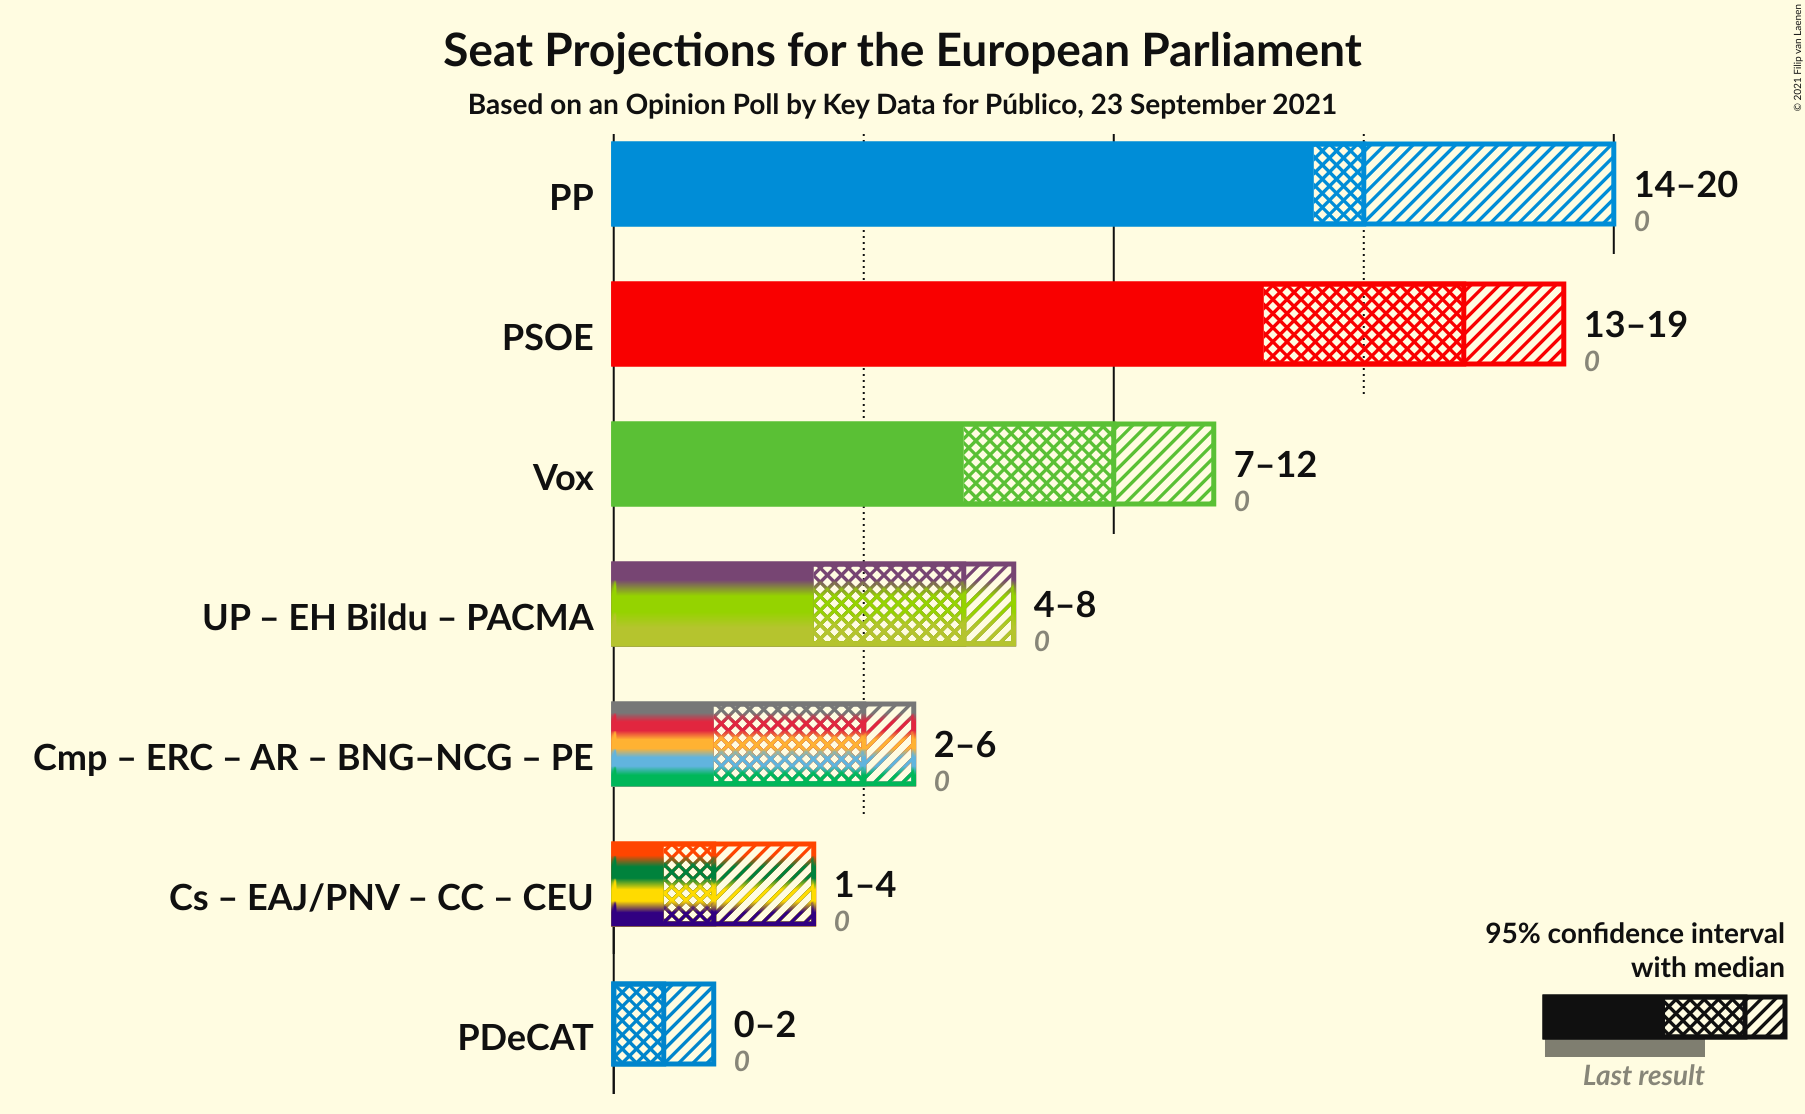 Seat Projections for the European Parliament
Based on an Opinion Poll by Key Data for Público, 23 September 2021
© 2021 Filip van Laenen
PP
14–20
0
PSOE
13–19
0
Vox
7–12
0
UP – EH Bildu – PACMA
4–8
0
Cmp – ERC – AR – BNG–NCG – PE
2–6
0
Cs – EAJ/PNV – CC – CEU
1–4
0
PDeCAT
0–2
0
95% confidence interval
with median
Last result